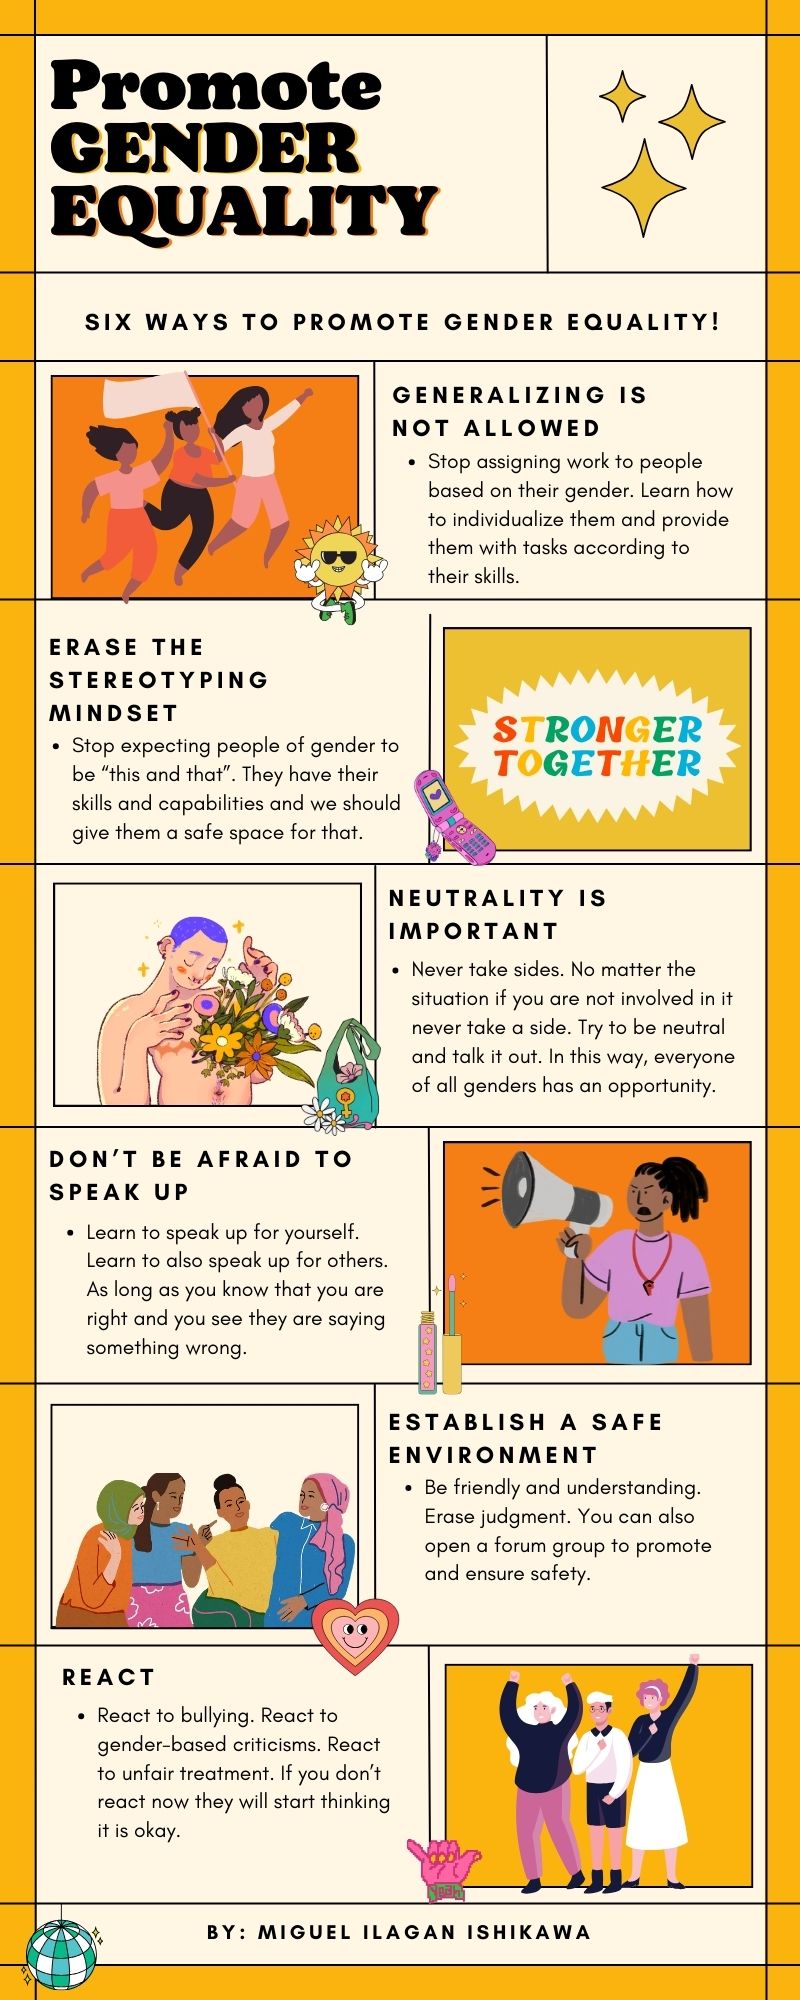 Promote
GENDER
EQUALITY
SIX WAYS TO PROMOTE GENDER EQUALITY!
GENERALIZING IS
NOT ALLOWED
• Stop assigning work to people
based on their gender. Learn how
to individualize them and provide
them with tasks according to
their skills.
ERASE THE
STEREOTYPING
MINDSET
• Stop expecting people of gender to
be “this and that”. They have their
skills and capabilities and we should
give them a safe space for that.
STRONGER
TOGETHER
NEUTRALITY IS
IMPORTANT
• Never take sides. No matter the
situation if you are not involved in it
never take a side. Try to be neutral
and talk it out. In this way, everyone
of all genders has an opportunity.
DON’T BE AFRAID TO
SPEAK UP
• Learn to speak up for yourself.
Learn to also speak up for others.
As long as you know that you are
right and you see they are saying
something wrong.
ESTABLISH A SAFE
ENVIRONMENT
• Be friendly and understanding.
Erase judgment. You can also
open a forum group to promote
and ensure safety.
REACT
• React to bullying. React to
gender-based criticisms. React
to unfair treatment. If you don’t
react now they will start thinking
it is okay.
BY: MIGUEL ILAGAN ISHIKAWA